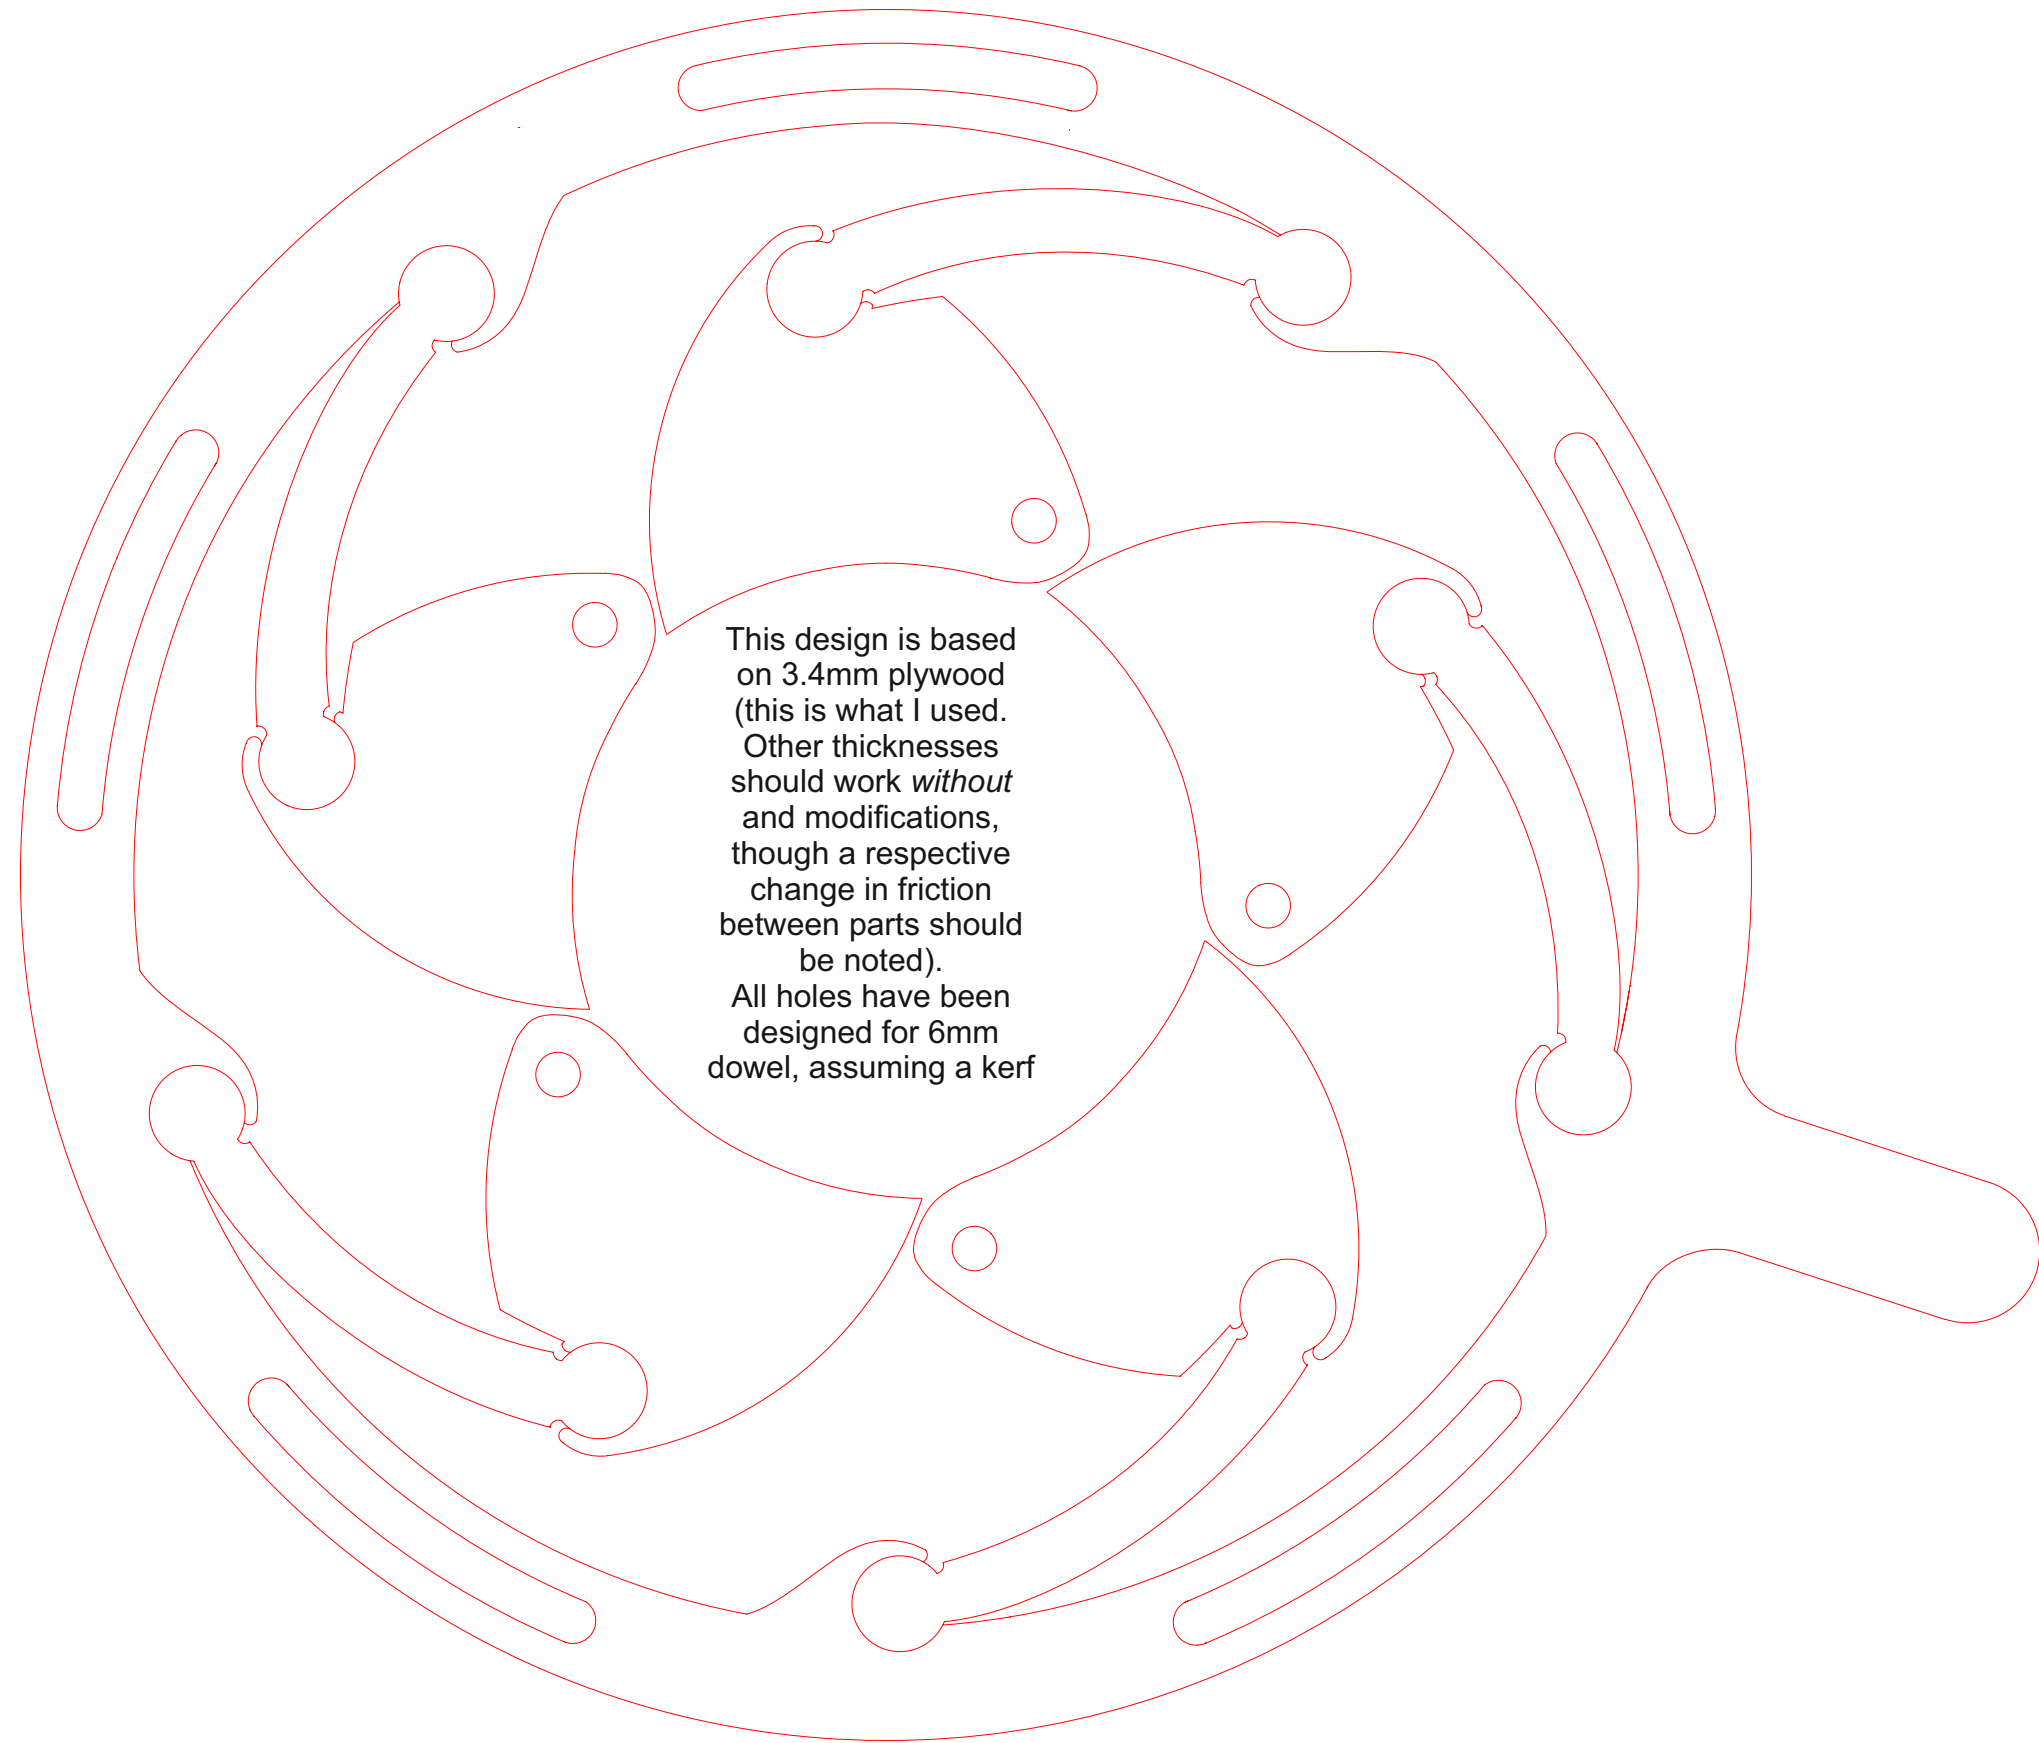 This design is based
on 3.4mm plywood
(this is what I used.
Other thicknesses
should work without
and modifications,
though a respective
change in friction
between parts should
be noted).
All holes have been
designed for 6mm
dowel, assuming a kerf